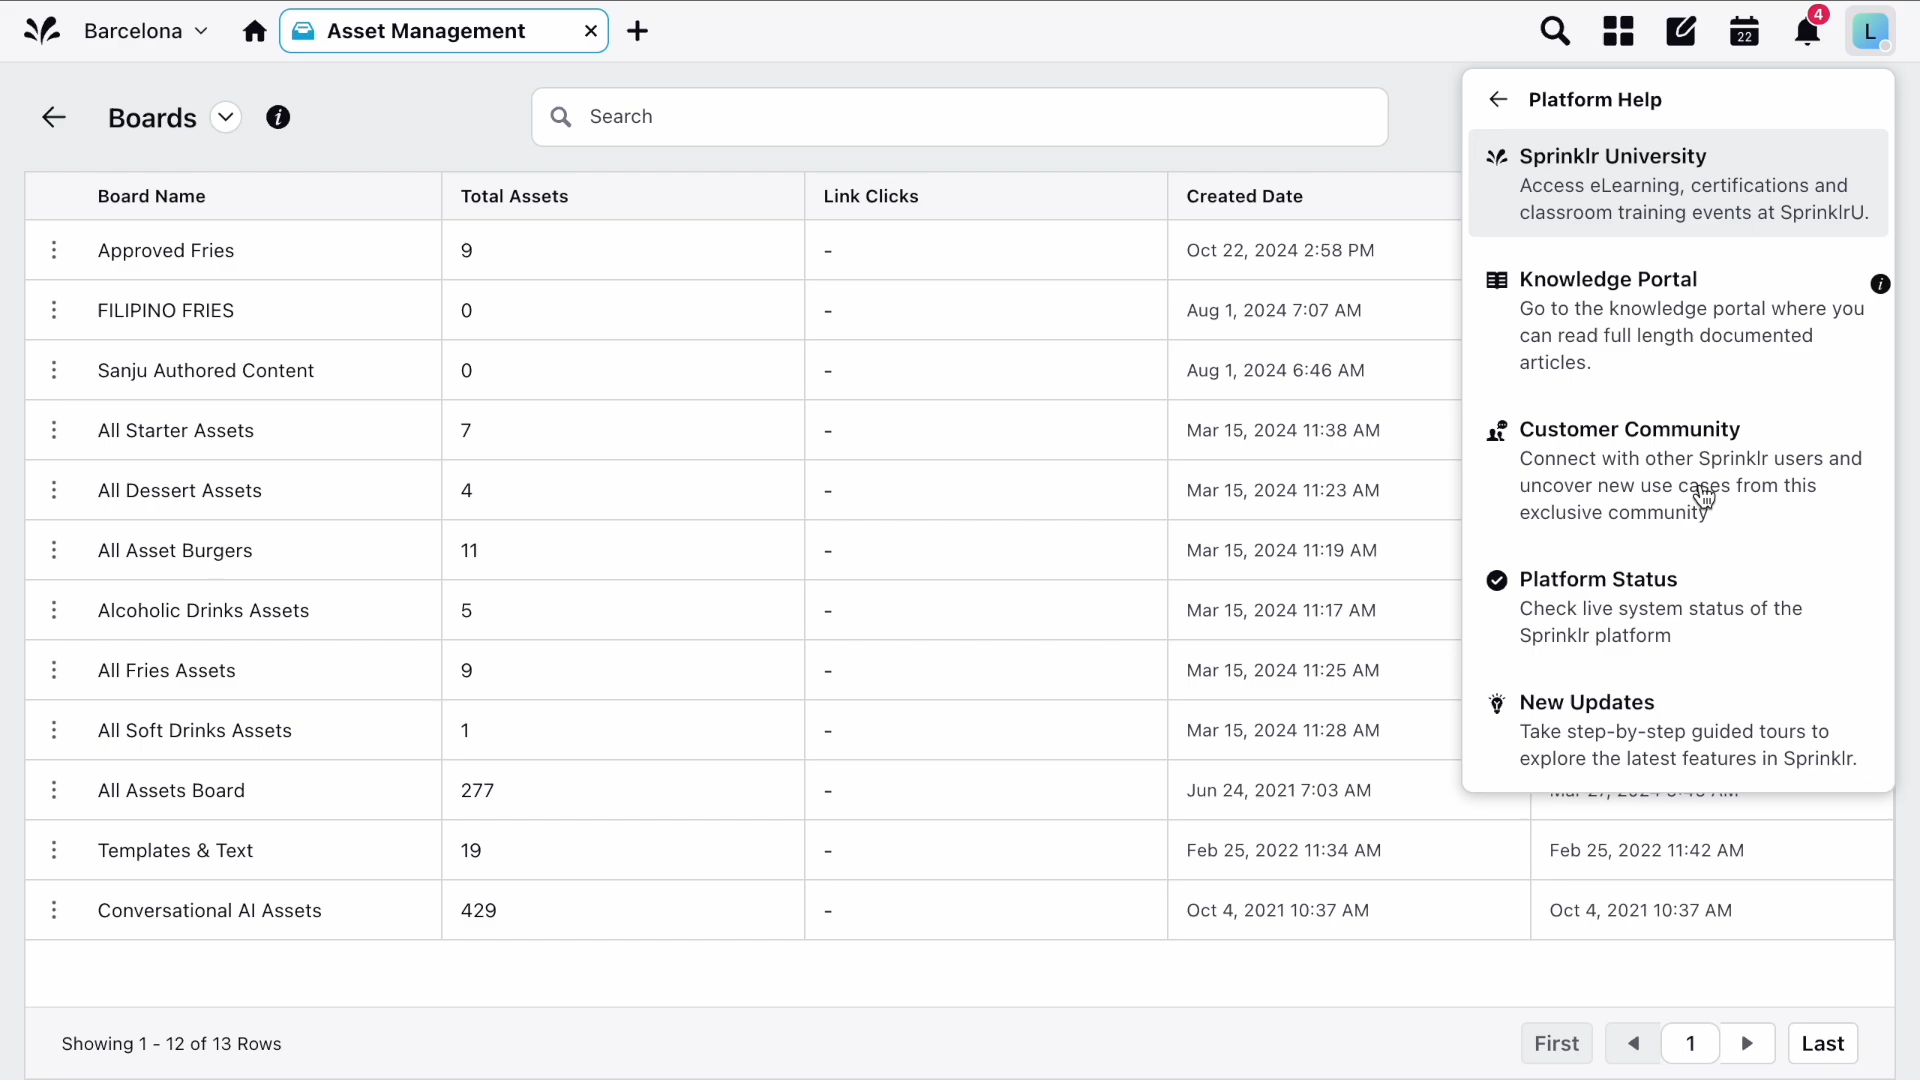 Barcelona
Asset Management
22
4
L
Boards
Search
Board Name Total Assets Link Clicks Created Date
Approved Fries 9 - Oct 22, 2024 2:58 PM
FILIPINO FRIES 0 - Aug 1, 2024 7:07 AM
Sanju Authored Content 0 - Aug 1, 2024 6:46 AM
All Starter Assets 7 - Mar 15, 2024 11:38 AM
All Dessert Assets 4 - Mar 15, 2024 11:23 AM
All Asset Burgers 11 - Mar 15, 2024 11:19 AM
Alcoholic Drinks Assets 5 - Mar 15, 2024 11:17 AM
All Fries Assets 9 - Mar 15, 2024 11:25 AM
All Soft Drinks Assets 1 - Mar 15, 2024 11:28 AM
All Assets Board 277 - Jun 24, 2021 7:03 AM
Templates & Text 19 - Feb 25, 2022 11:34 AM Feb 25, 2022 11:42 AM
Conversational AI Assets 429 - Oct 4, 2021 10:37 AM Oct 4, 2021 10:37 AM
Showing 1 - 12 of 13 Rows
First 1 Last
Platform Help
Sprinklr University
Access eLearning, certifications and
classroom training events at SprinklrU.
Knowledge Portal
Go to the knowledge portal where you
can read full length documented
articles.
Customer Community
Connect with other Sprinklr users and
uncover new use cases from this
exclusive community
Platform Status
Check live system status of the
Sprinklr platform
New Updates
Take step-by-step guided tours to
explore the latest features in Sprinklr.